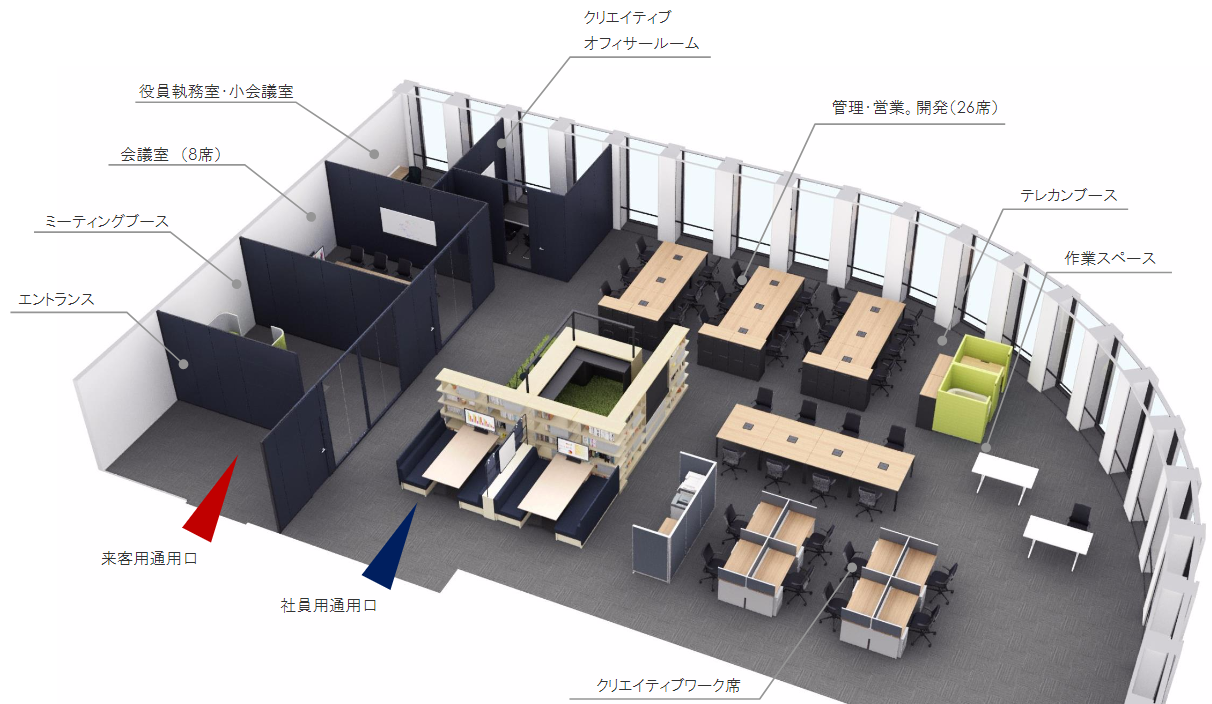 クリエイティブ
オフィサールーム
役員執務室・小会議室
管理・営業。開発(26席)
会議室 (8席)
テレカンブース
ミーティングブース
作業スペース
エントランス
来客用通用口
社員用通用口
クリエイティブワーク席